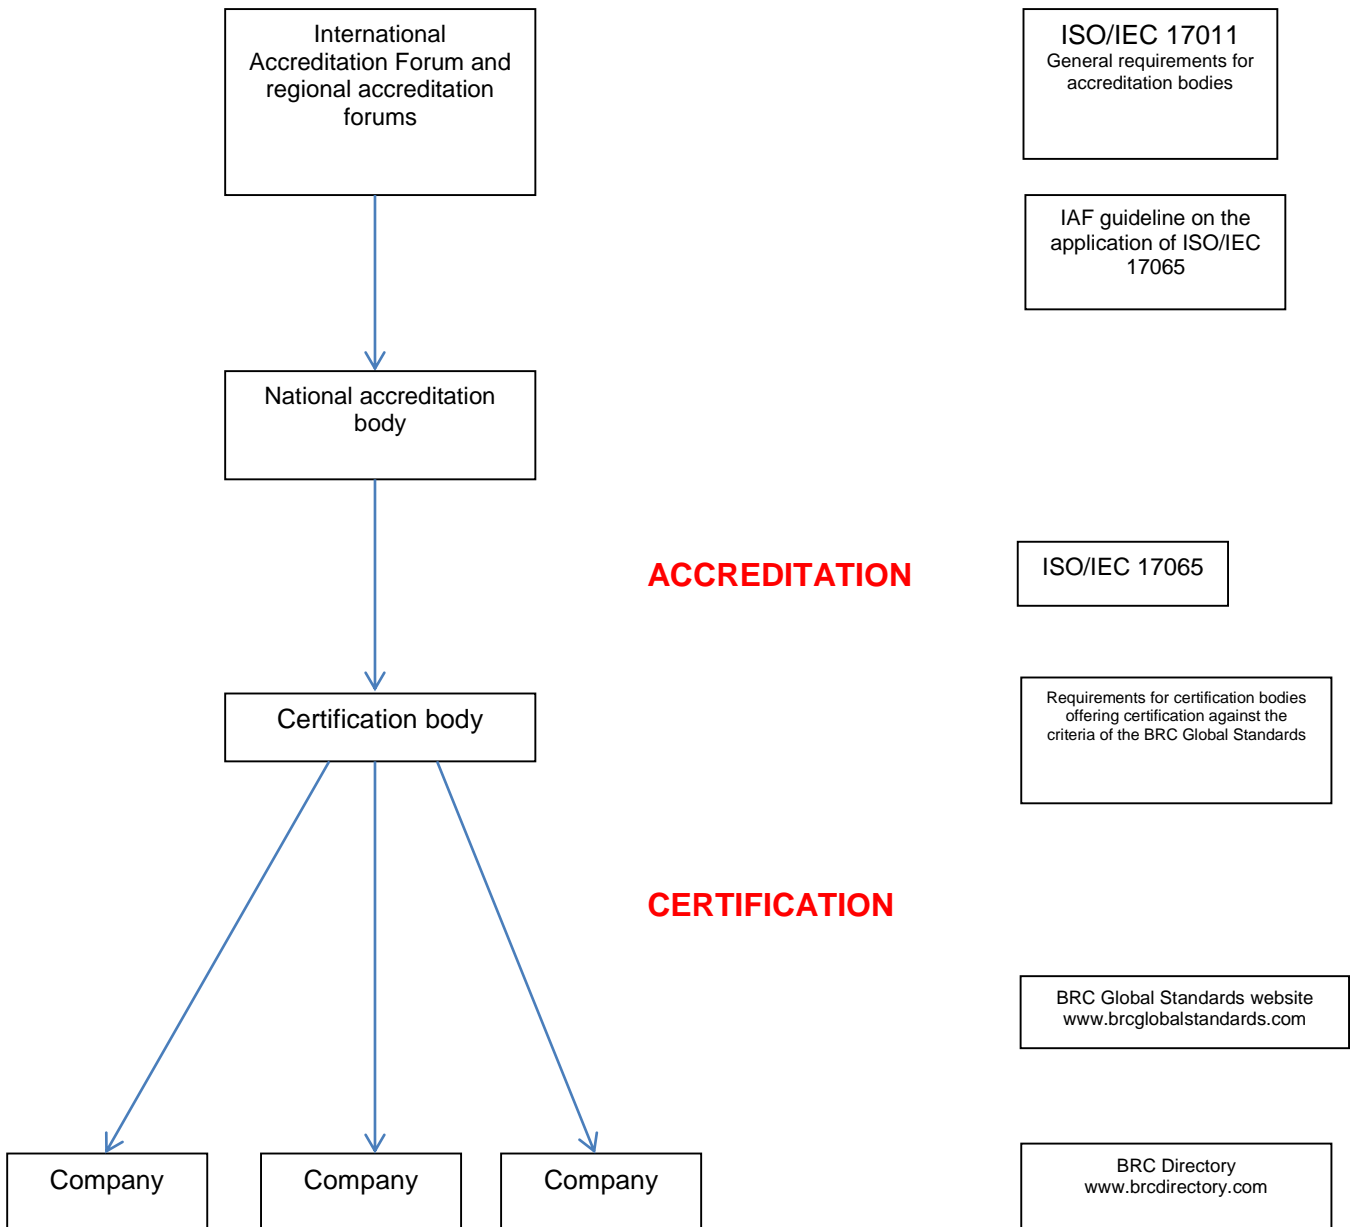 International
Accreditation Forum and
regional accreditation
forums
ISO/IEC 17011
General requirements for
accreditation bodies
IAF guideline on the
application of ISO/IEC
17065
National accreditation
body
ACCREDITATION
ISO/IEC 17065
Certification body
Requirements for certification bodies
offering certification against the
criteria of the BRC Global Standards
CERTIFICATION
BRC Global Standards website
www.brcglobalstandards.com
Company
Company
Company
BRC Directory
www.brcdirectory.com